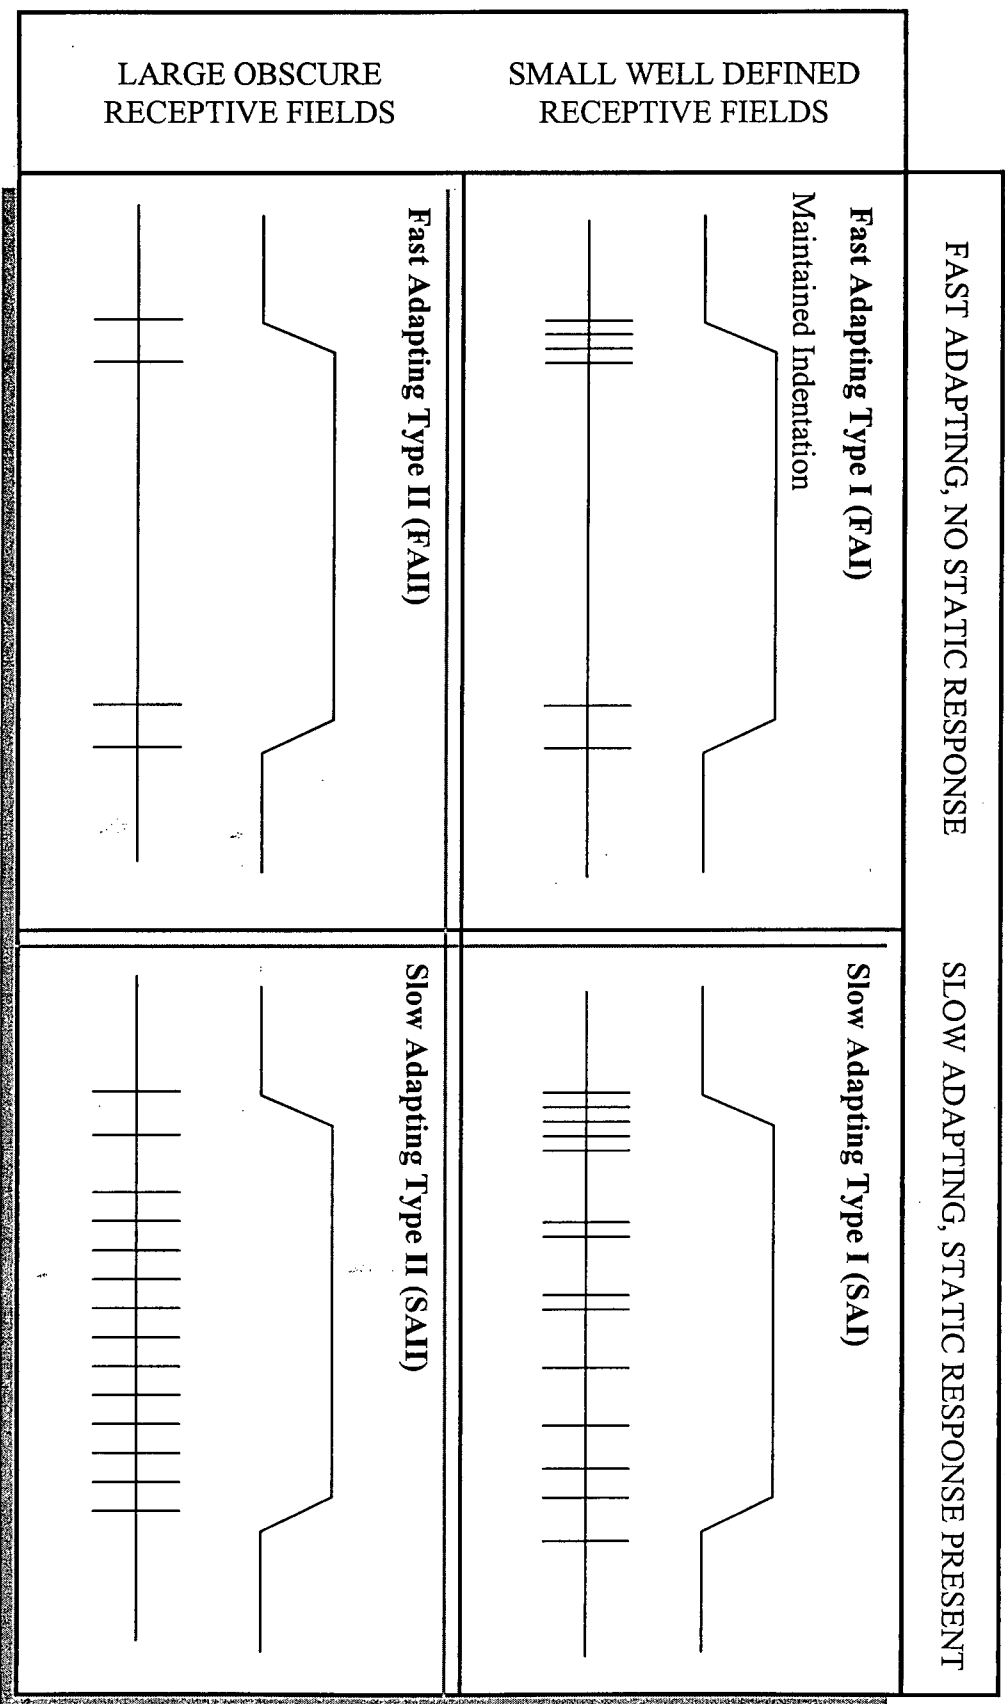 FAST ADAPTING, NO STATIC RESPONSE
SLOW ADAPTING, STATIC RESPONSE PRESENT
SMALL WELL DEFINED
RECEPTIVE FIELDS
Fast Adapting Type I (FAI)
Maintained Indentation
Slow Adapting Type I (SAI)
LARGE OBSCURE
RECEPTIVE FIELDS
Fast Adapting Type II (FAII)
Slow Adapting Type II (SAII)